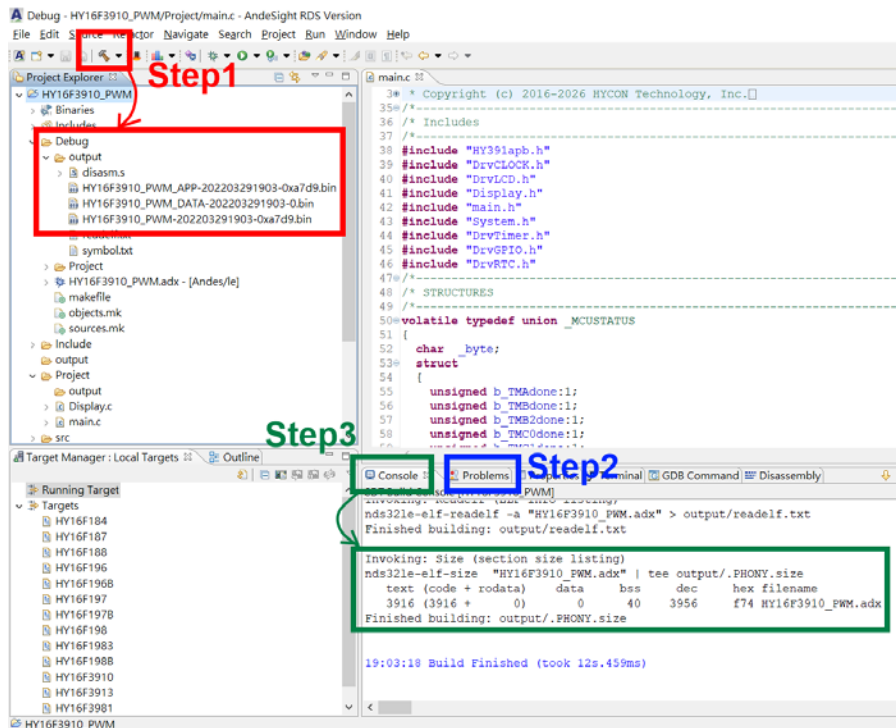 Debug - HY16F3910_PWM/Project/main.c - AndeSight RDS Version
File Edit Source Refactor Navigate Search Project Run Window Help
Step1
Project Explorer
HY16F3910_PWM
Binaries
Includes
Debug
output
disasm.s
HY16F3910_PWM_APP-202203291903-0xa7d9.bin
HY16F3910_PWM_DATA-202203291903-0.bin
HY16F3910_PWM-202203291903-0xa7d9.bin
readelf.txt
symbol.txt
Project
HY16F3910_PWM.adx - [Andes/le]
makefile
objects.mk
sources.mk
Include
output
Project
output
Display.c
main.c
src
main.c
3 * Copyright (c) 2016-2026 HYCON Technology, Inc.
35 /*----------------------------------------
36 /* Includes
37 /*----------------------------------------
38 #include "HY391apb.h"
39 #include "DrvCLOCK.h"
40 #include "DrvLCD.h"
41 #include "Display.h"
42 #include "main.h"
43 #include "System.h"
44 #include "DrvTimer.h"
45 #include "DrvGPIO.h"
46 #include "DrvRTC.h"
47 /*----------------------------------------
48 /* STRUCTURES
49 /*----------------------------------------
50 volatile typedef union _MCUSTATUS
51 {
52 char _byte;
53 struct
54 {
55 unsigned b_TMAdone:1;
56 unsigned b_TMBdone:1;
57 unsigned b_TMB2done:1;
58 unsigned b_TMC0done:1;
Step3
Step2
Target Manager : Local Targets Outline
Running Target
Targets
HY16F184
HY16F187
HY16F188
HY16F196
HY16F196B
HY16F197
HY16F197B
HY16F198
HY16F1983
HY16F198B
HY16F3910
HY16F3913
HY16F3981
HY16F3910_PWM
Console Problems Properties Terminal GDB Command Disassembly
CDT Build Console [HY16F3910_PWM]
nds32le-elf-readelf -a "HY16F3910_PWM.adx" > output/readelf.txt
Finished building: output/readelf.txt
Invoking: Size (section size listing)
nds32le-elf-size "HY16F3910_PWM.adx" | tee output/.PHONY.size
text (code + rodata) data bss dec hex filename
3916 (3916 + 0) 0 40 3956 f74 HY16F3910_PWM.adx
Finished building: output/.PHONY.size
19:03:18 Build Finished (took 12s.459ms)